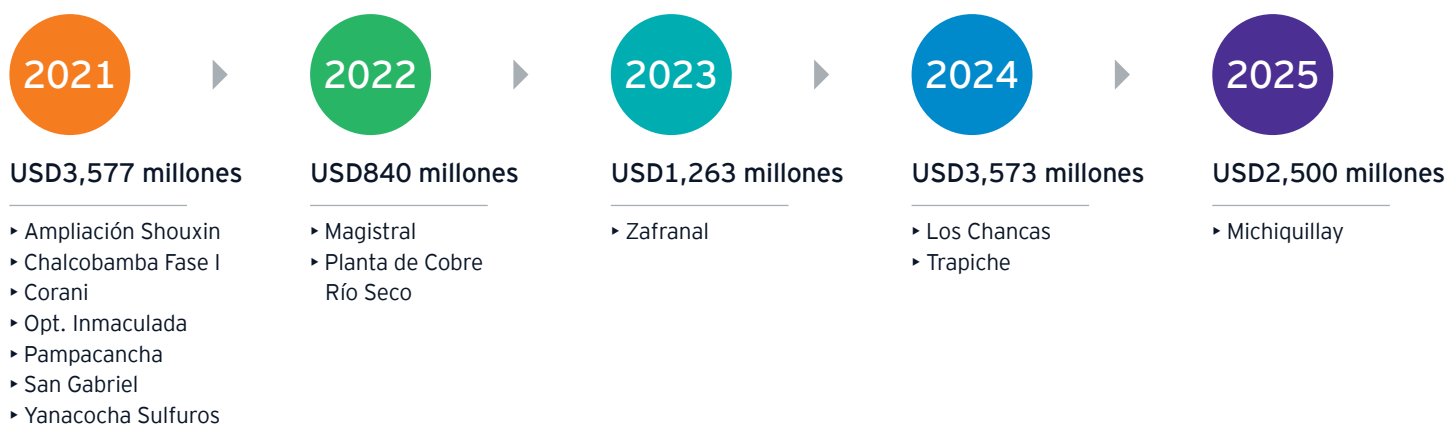 2021
USD3,577 millones
‣ Ampliación Shouxin
‣ Chalcobamba Fase I
‣ Corani
‣ Opt. Inmaculada
‣ Pampacancha
‣ San Gabriel
‣ Yanacocha Sulfuros
2022
USD840 millones
‣ Magistral
‣ Planta de Cobre
Río Seco
2023
USD1,263 millones
‣ Zafranal
2024
USD3,573 millones
‣ Los Chancas
‣ Trapiche
2025
USD2,500 millones
‣ Michiquillay